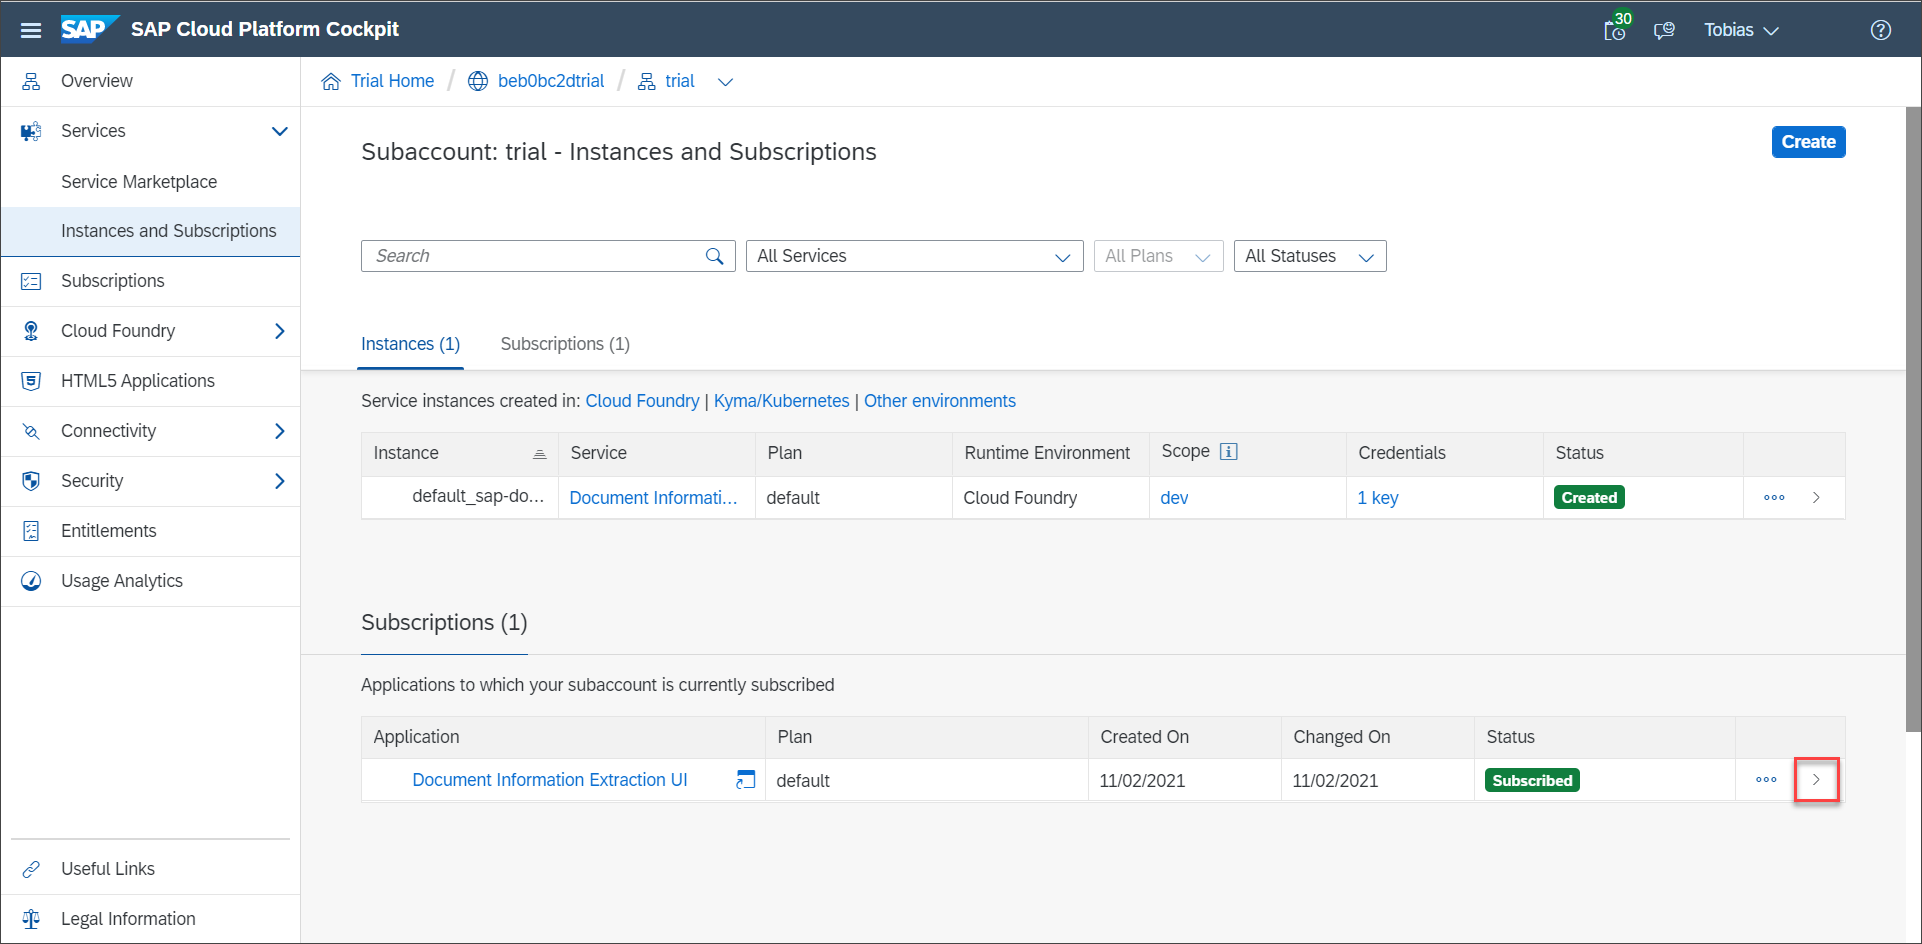 SAP SAP Cloud Platform Cockpit 30 Tobias
Overview
Services
Service Marketplace
Instances and Subscriptions
Subscriptions
Cloud Foundry
HTML5 Applications
Connectivity
Security
Entitlements
Usage Analytics
Useful Links
Legal Information
Trial Home / beb0bc2dtrial / trial
Subaccount: trial - Instances and Subscriptions
Create
Search All Services All Plans All Statuses
Instances (1) Subscriptions (1)
Service instances created in: Cloud Foundry | Kyma/Kubernetes | Other environments
Instance Service Plan Runtime Environment Scope Credentials Status
default_sap-do... Document Informati... default Cloud Foundry dev 1 key Created
Subscriptions (1)
Applications to which your subaccount is currently subscribed
Application Plan Created On Changed On Status
Document Information Extraction UI default 11/02/2021 11/02/2021 Subscribed